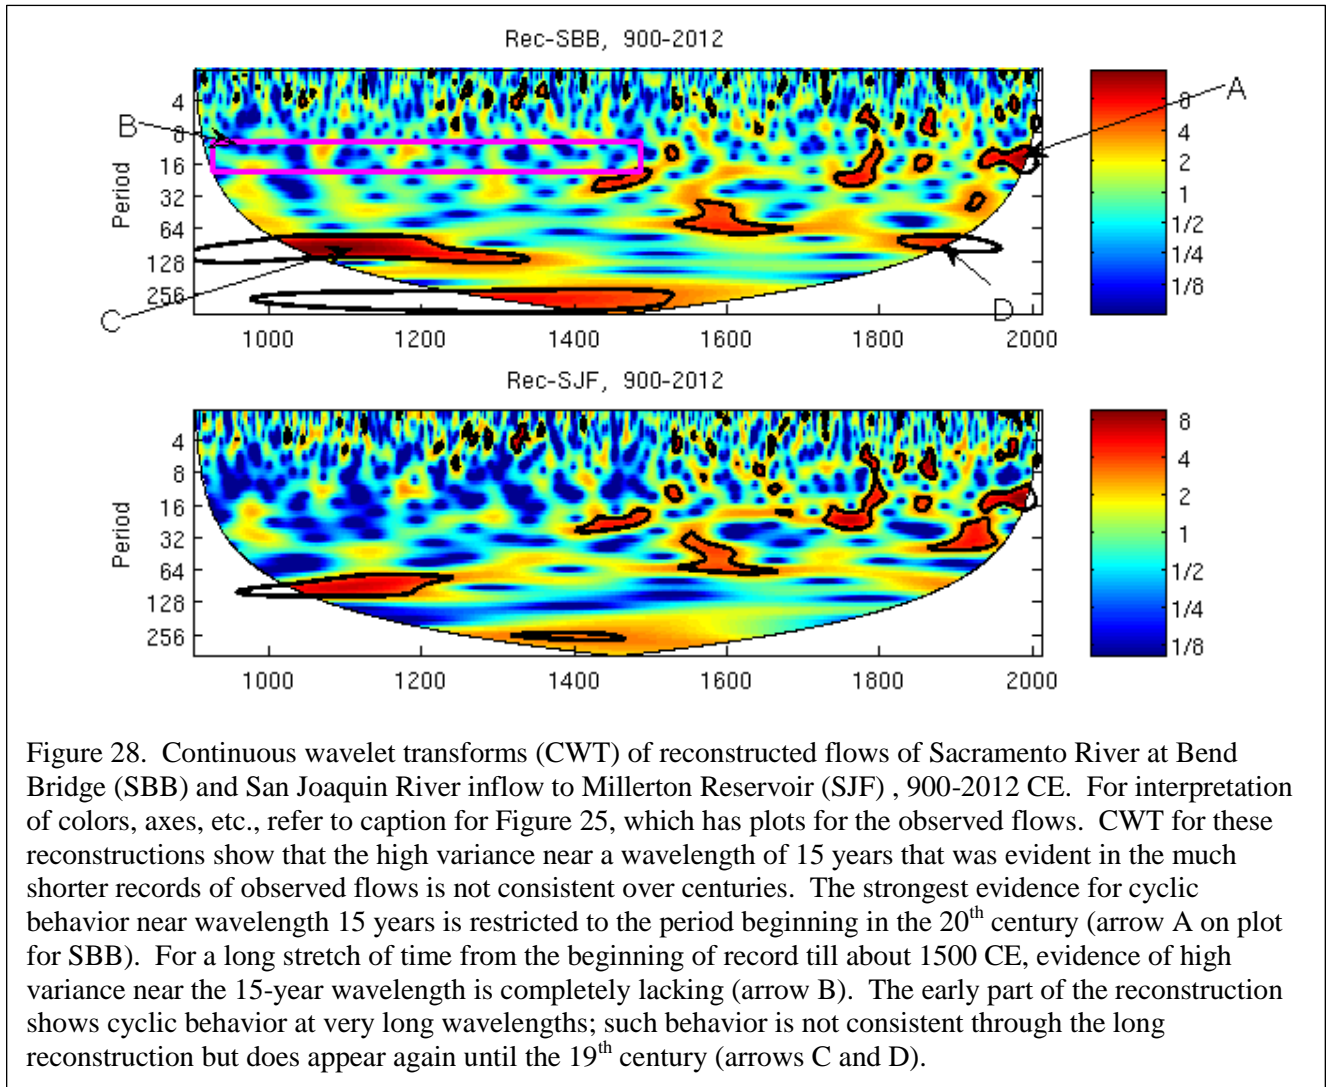 Rec-SBB, 900-2012
A
B
C
D
Period
4
8
16
32
64
128
256
1000
1200
1400
1600
1800
2000
8
4
2
1
1/2
1/4
1/8
Rec-SJF, 900-2012
Period
4
8
16
32
64
128
256
1000
1200
1400
1600
1800
2000
8
4
2
1
1/2
1/4
1/8
Figure 28. Continuous wavelet transforms (CWT) of reconstructed flows of Sacramento River at Bend
Bridge (SBB) and San Joaquin River inflow to Millerton Reservoir (SJF) , 900-2012 CE. For interpretation
of colors, axes, etc., refer to caption for Figure 25, which has plots for the observed flows. CWT for these
reconstructions show that the high variance near a wavelength of 15 years that was evident in the much
shorter records of observed flows is not consistent over centuries. The strongest evidence for cyclic
behavior near wavelength 15 years is restricted to the period beginning in the 20th century (arrow A on plot
for SBB). For a long stretch of time from the beginning of record till about 1500 CE, evidence of high
variance near the 15-year wavelength is completely lacking (arrow B). The early part of the reconstruction
shows cyclic behavior at very long wavelengths; such behavior is not consistent through the long
reconstruction but does appear again until the 19th century (arrows C and D).